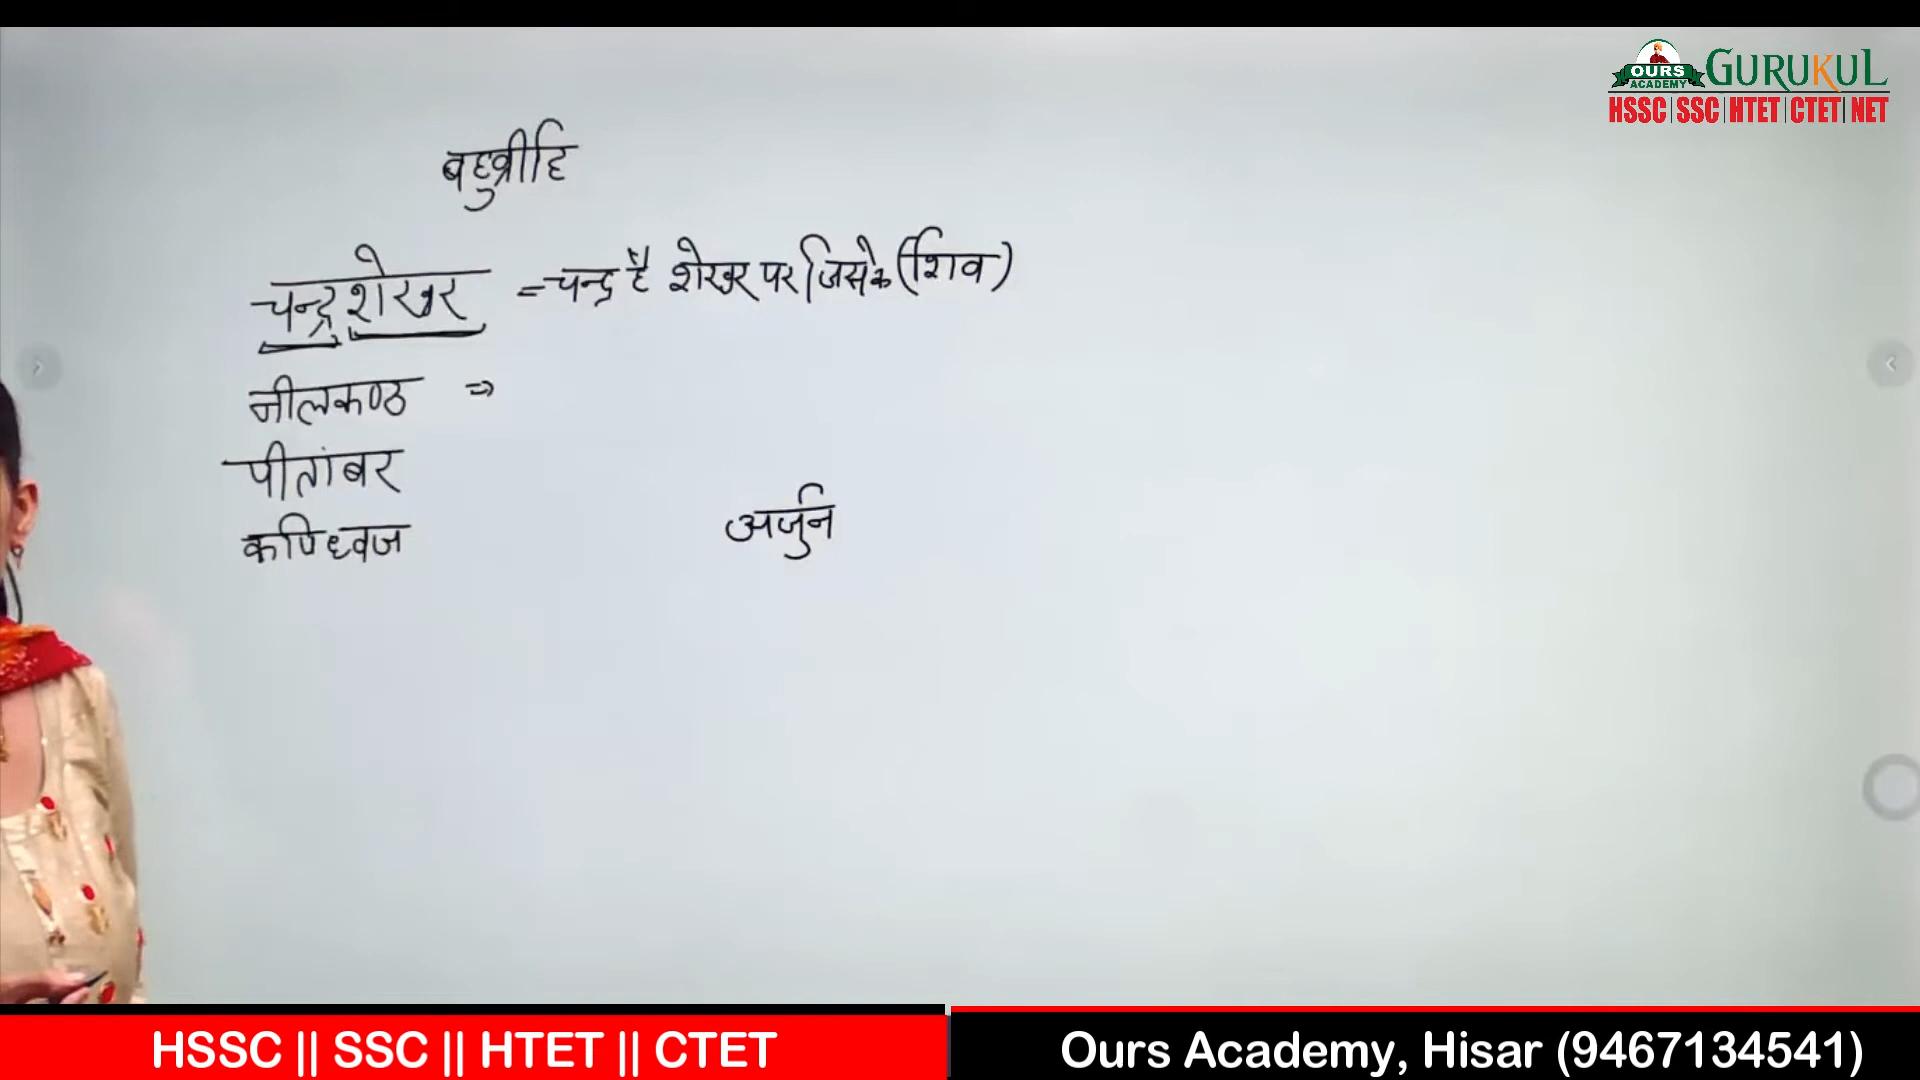 OURS ACADEMY GURUKUL
HSSC | SSC | HTET | CTET | NET
बहुव्रीहि
चन्द्रशेखर = चन्द्र है शेखर पर जिसके (शिव)
नीलकण्ठ ⇒
पीतांबर
कपिध्वज अर्जुन
HSSC || SSC || HTET || CTET
Ours Academy, Hisar (9467134541)